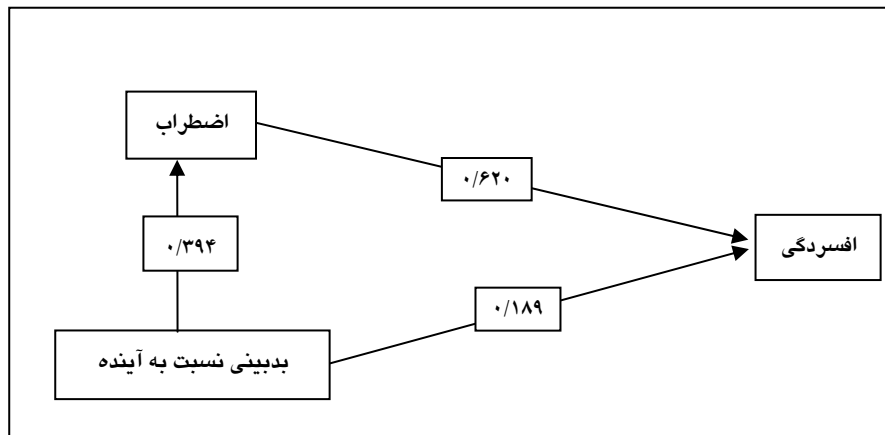 اضطراب
۰/۶۲۰
افسردگی
۰/۳۹۴
۰/۱۸۹
بدبینی نسبت به آینده